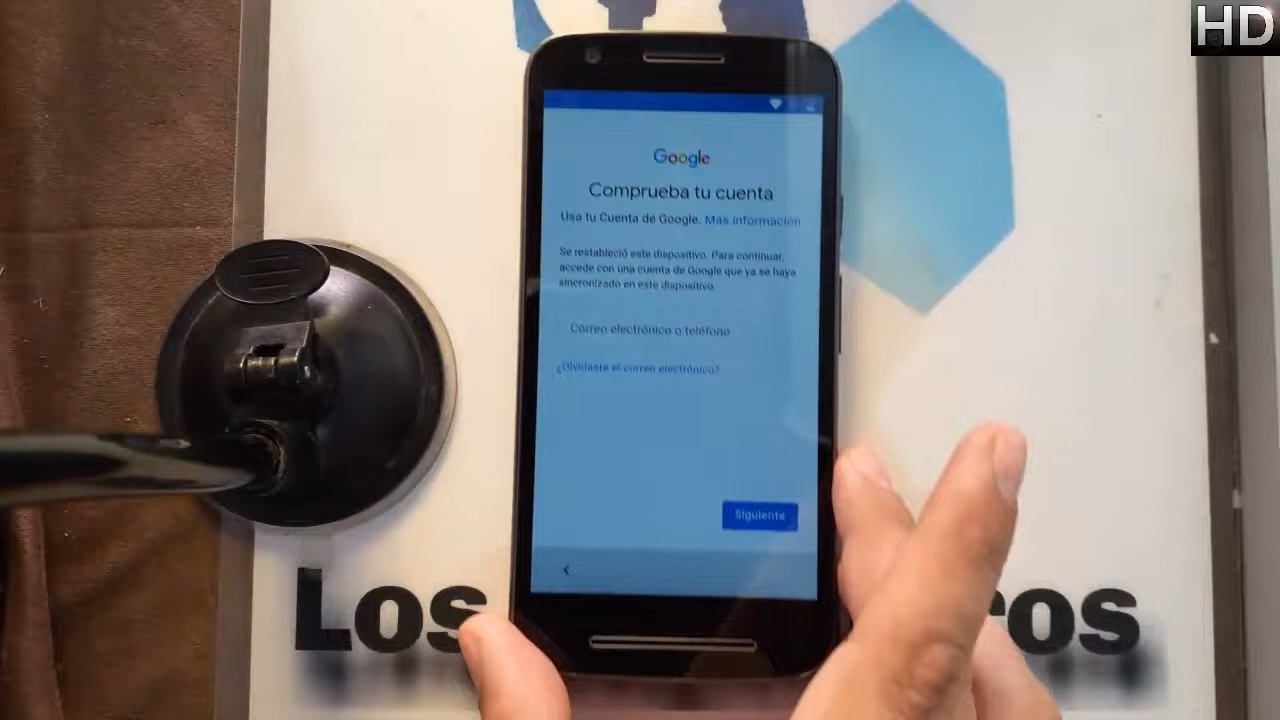 HD
Google
Comprueba tu cuenta
Usa tu Cuenta de Google. Más información
Se restableció este dispositivo. Para continuar,
accede con una cuenta de Google que ya se haya
sincronizado en este dispositivo.
Correo electrónico o teléfono
¿Olvidaste el correo electrónico?
Siguiente
Los
ros